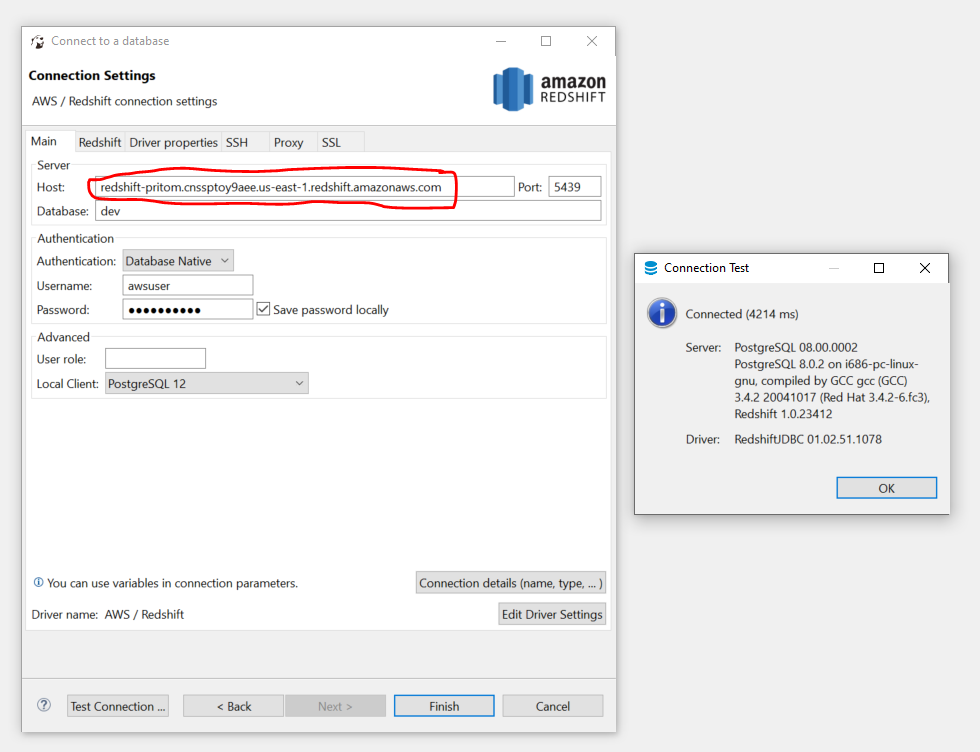 Connect to a database
Connection Settings
AWS / Redshift connection settings
amazon
REDSHIFT
Main Redshift Driver properties SSH Proxy SSL
Server
Host: redshift-pritom.cnssptoy9aee.us-east-1.redshift.amazonaws.com Port: 5439
Database: dev
Authentication
Authentication: Database Native
Username: awsuser
Password: ●●●●●●●●●● Save password locally
Advanced
User role:
Local Client: PostgreSQL 12
You can use variables in connection parameters. Connection details (name, type, ... )
Driver name: AWS / Redshift Edit Driver Settings
? Test Connection ... < Back Next > Finish Cancel
Connection Test
Connected (4214 ms)
Server: PostgreSQL 08.00.0002
PostgreSQL 8.0.2 on i686-pc-linux-
gnu, compiled by GCC gcc (GCC)
3.4.2 20041017 (Red Hat 3.4.2-6.fc3),
Redshift 1.0.23412
Driver: RedshiftJDBC 01.02.51.1078
OK